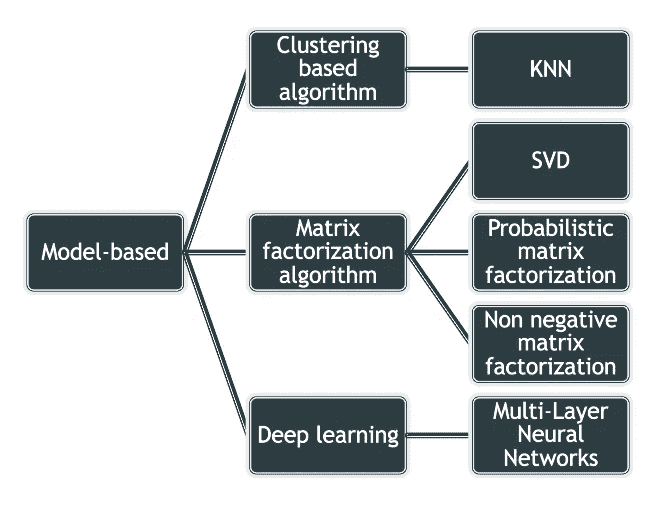 Model-based
Clustering
based
algorithm
KNN
Matrix
factorization
algorithm
SVD
Probabilistic
matrix
factorization
Non negative
matrix
factorization
Deep learning
Multi-Layer
Neural
Networks